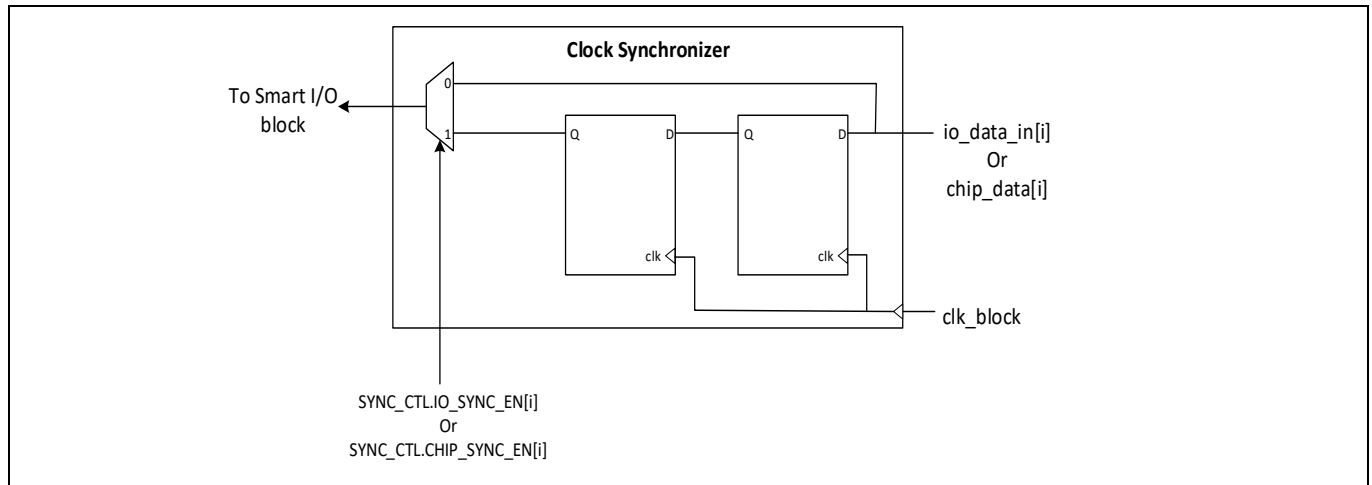 Clock Synchronizer
To Smart I/O
block
0
1
Q
D
Q
D
io_data_in[i]
Or
chip_data[i]
clk
clk
clk_block
SYNC_CTL.IO_SYNC_EN[i]
Or
SYNC_CTL.CHIP_SYNC_EN[i]